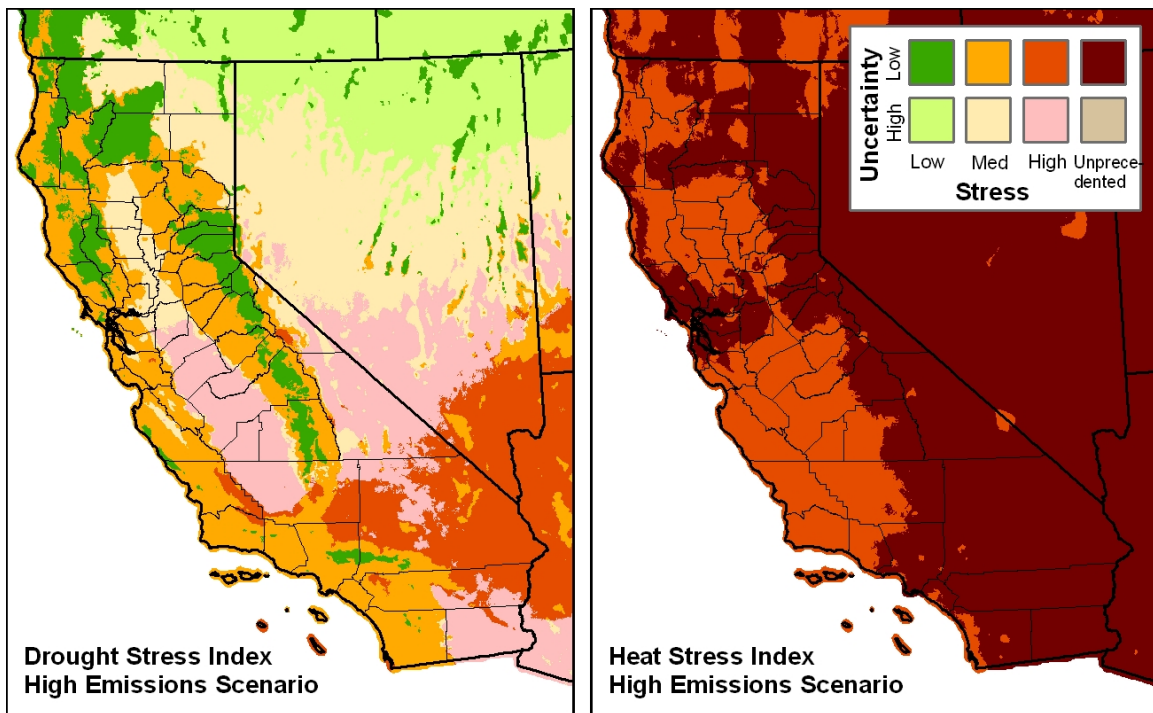 Drought Stress Index
High Emissions Scenario
Uncertainty
Low
High
Low
Med
High
Unprece-
dented
Stress
Heat Stress Index
High Emissions Scenario